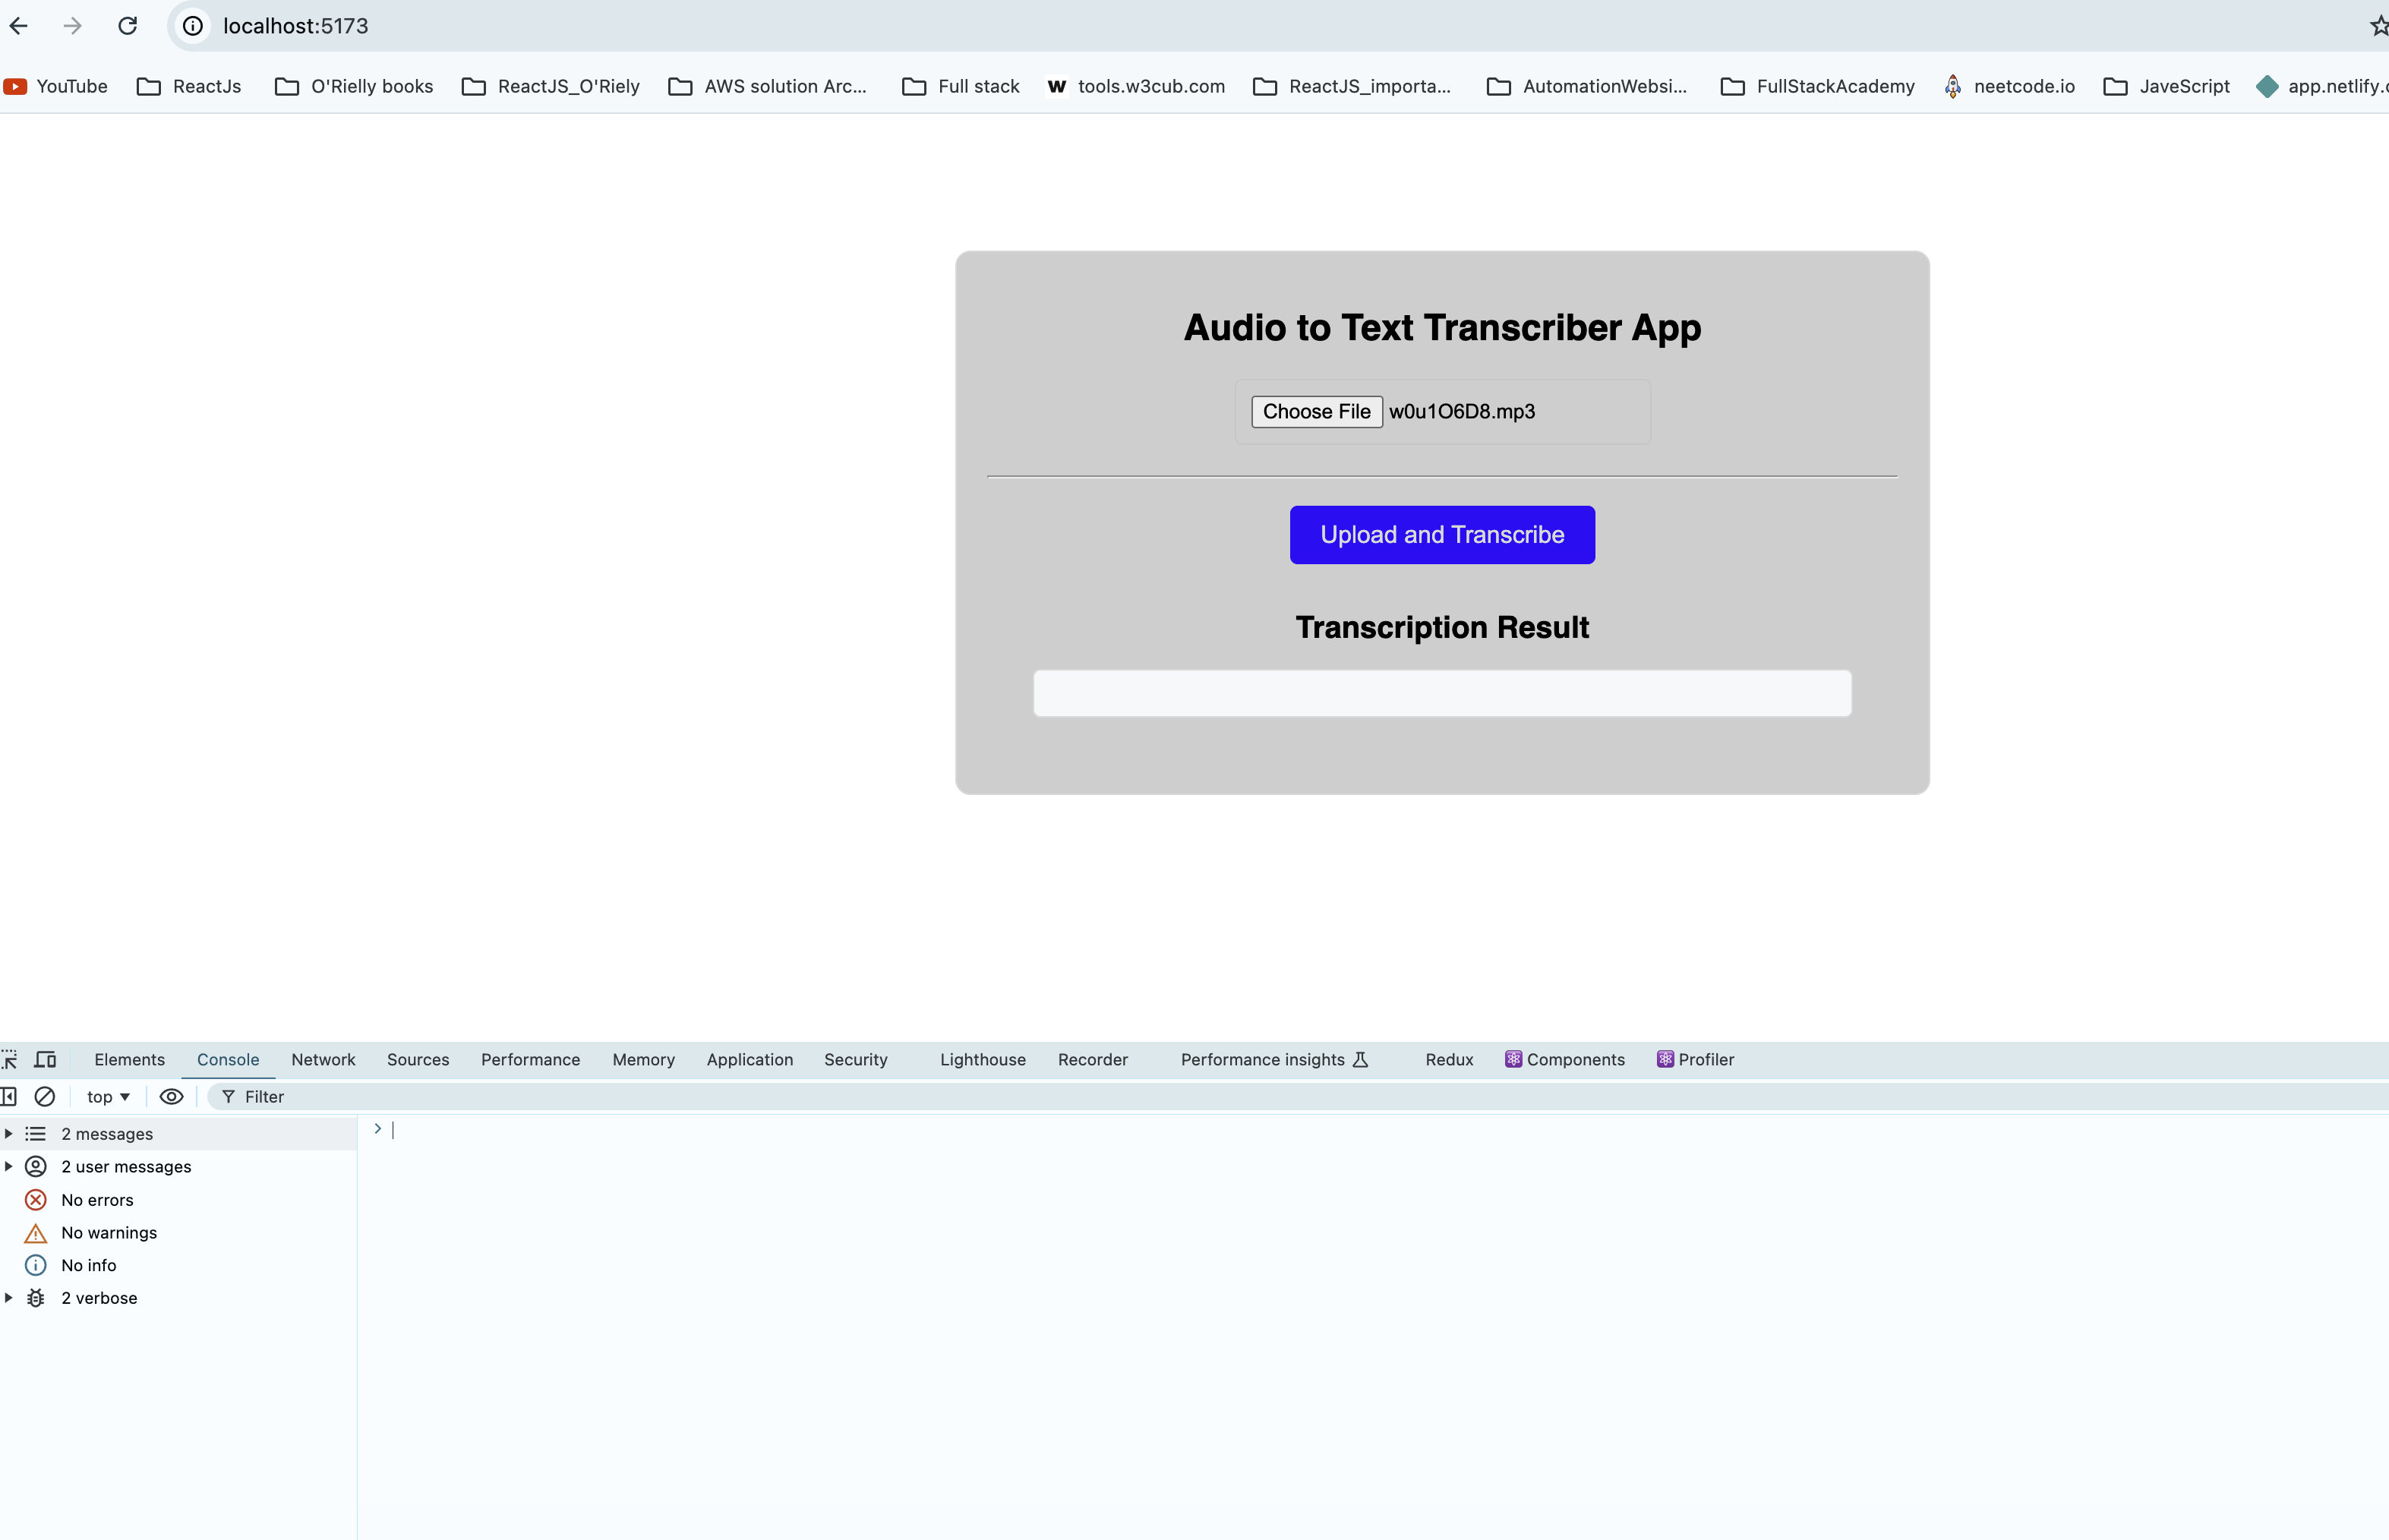 localhost:5173
YouTube ReactJs O'Rielly books ReactJS_O'Riely AWS solution Arc... Full stack W tools.w3cub.com ReactJS_importa... AutomationWebsi... FullStackAcademy neetcode.io JaveScript app.netlify.c
Audio to Text Transcriber App
Choose File w0u1O6D8.mp3
Upload and Transcribe
Transcription Result
Elements Console Network Sources Performance Memory Application Security Lighthouse Recorder Performance insights Redux Components Profiler
top Filter
2 messages
2 user messages
No errors
No warnings
No info
2 verbose